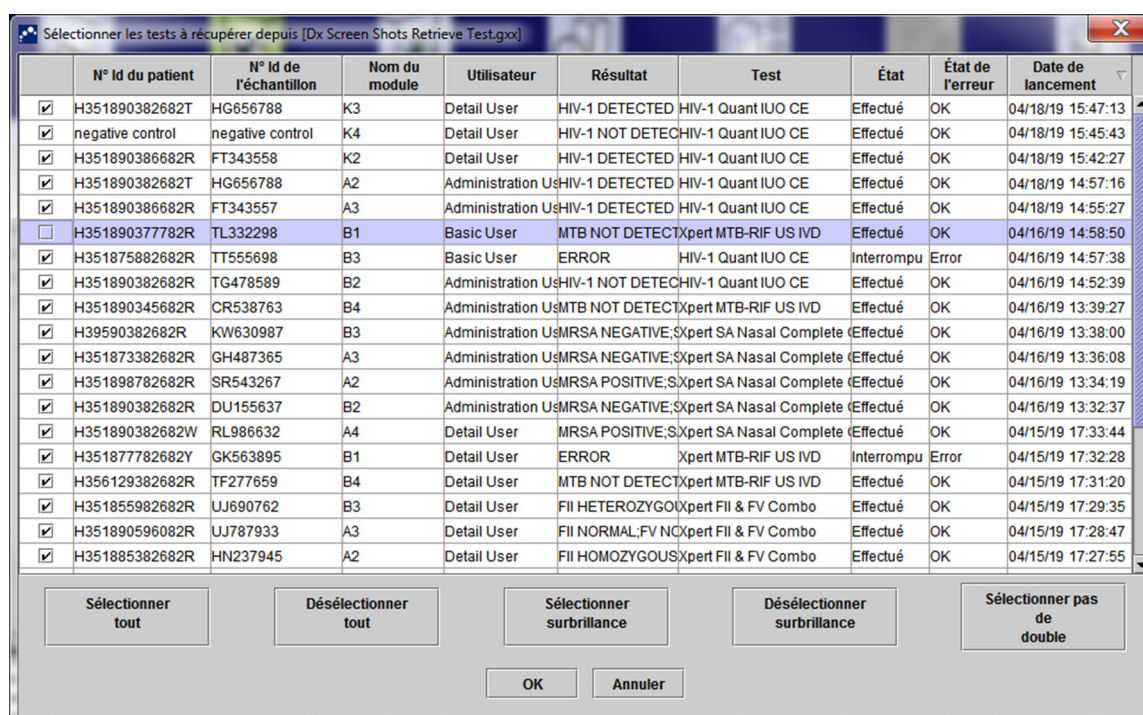 Sélectionner les tests à récupérer depuis [Dx Screen Shots Retrieve Test.gxx]
N° Id du patient N° Id de l'échantillon Nom du module Utilisateur Résultat Test État État de l'erreur Date de lancement
H351890382682T HG656788 K3 Detail User HIV-1 DETECTED HIV-1 Quant IUO CE Effectué OK 04/18/19 15:47:13
negative control negative control K4 Detail User HIV-1 NOT DETEC HIV-1 Quant IUO CE Effectué OK 04/18/19 15:45:43
H351890386682R FT343558 K2 Detail User HIV-1 DETECTED HIV-1 Quant IUO CE Effectué OK 04/18/19 15:42:27
H351890382682T HG656788 A2 Administration Us HIV-1 DETECTED HIV-1 Quant IUO CE Effectué OK 04/18/19 14:57:16
H351890386682R FT343557 A3 Administration Us HIV-1 DETECTED HIV-1 Quant IUO CE Effectué OK 04/18/19 14:55:27
H351890377782R TL332298 B1 Basic User MTB NOT DETECT Xpert MTB-RIF US IVD Effectué OK 04/16/19 14:58:50
H351875882682R TT555698 B3 Basic User ERROR HIV-1 Quant IUO CE Interrompu Error 04/16/19 14:57:38
H351890382682R TG478589 B2 Administration Us HIV-1 NOT DETEC HIV-1 Quant IUO CE Effectué OK 04/16/19 14:52:39
H351890345682R CR538763 B4 Administration Us MTB NOT DETECT Xpert MTB-RIF US IVD Effectué OK 04/16/19 13:39:27
H39590382682R KW630987 B3 Administration Us MRSA NEGATIVE;S Xpert SA Nasal Complete Effectué OK 04/16/19 13:38:00
H351873382682R GH487365 A3 Administration Us MRSA NEGATIVE;S Xpert SA Nasal Complete Effectué OK 04/16/19 13:36:08
H351898782682R SR543267 A2 Administration Us MRSA POSITIVE;S Xpert SA Nasal Complete Effectué OK 04/16/19 13:34:19
H351890382682R DU155637 B2 Administration Us MRSA NEGATIVE;S Xpert SA Nasal Complete Effectué OK 04/16/19 13:32:37
H351890382682W RL986632 A4 Detail User MRSA POSITIVE;S Xpert SA Nasal Complete Effectué OK 04/15/19 17:33:44
H351877782682Y GK563895 B1 Detail User ERROR Xpert MTB-RIF US IVD Interrompu Error 04/15/19 17:32:28
H356129382682R TF277659 B4 Detail User MTB NOT DETECT Xpert MTB-RIF US IVD Effectué OK 04/15/19 17:31:20
H351855982682R UJ690762 B3 Detail User FII HETEROZYGOU Xpert FII & FV Combo Effectué OK 04/15/19 17:29:35
H351890596082R UJ787933 A3 Detail User FII NORMAL;FV NO Xpert FII & FV Combo Effectué OK 04/15/19 17:28:47
H351885382682R HN237945 A2 Detail User FII HOMOZYGOUS Xpert FII & FV Combo Effectué OK 04/15/19 17:27:55
Sélectionner tout
Désélectionner tout
Sélectionner surbrillance
Désélectionner surbrillance
Sélectionner pas de double
OK Annuler